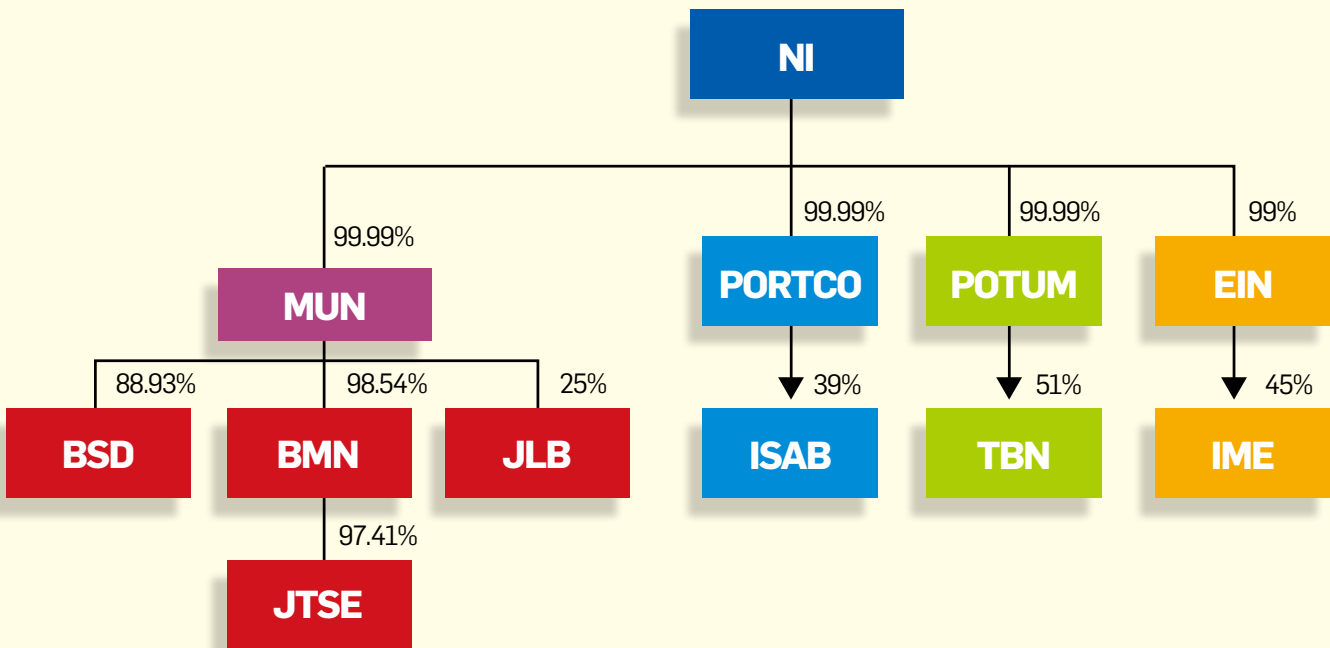 NI
99.99%
99.99%
99%
99.99%
MUN
PORTCO
POTUM
EIN
88.93%
98.54%
25%
39%
51%
45%
BSD
BMN
JLB
ISAB
TBN
IME
97.41%
JTSE